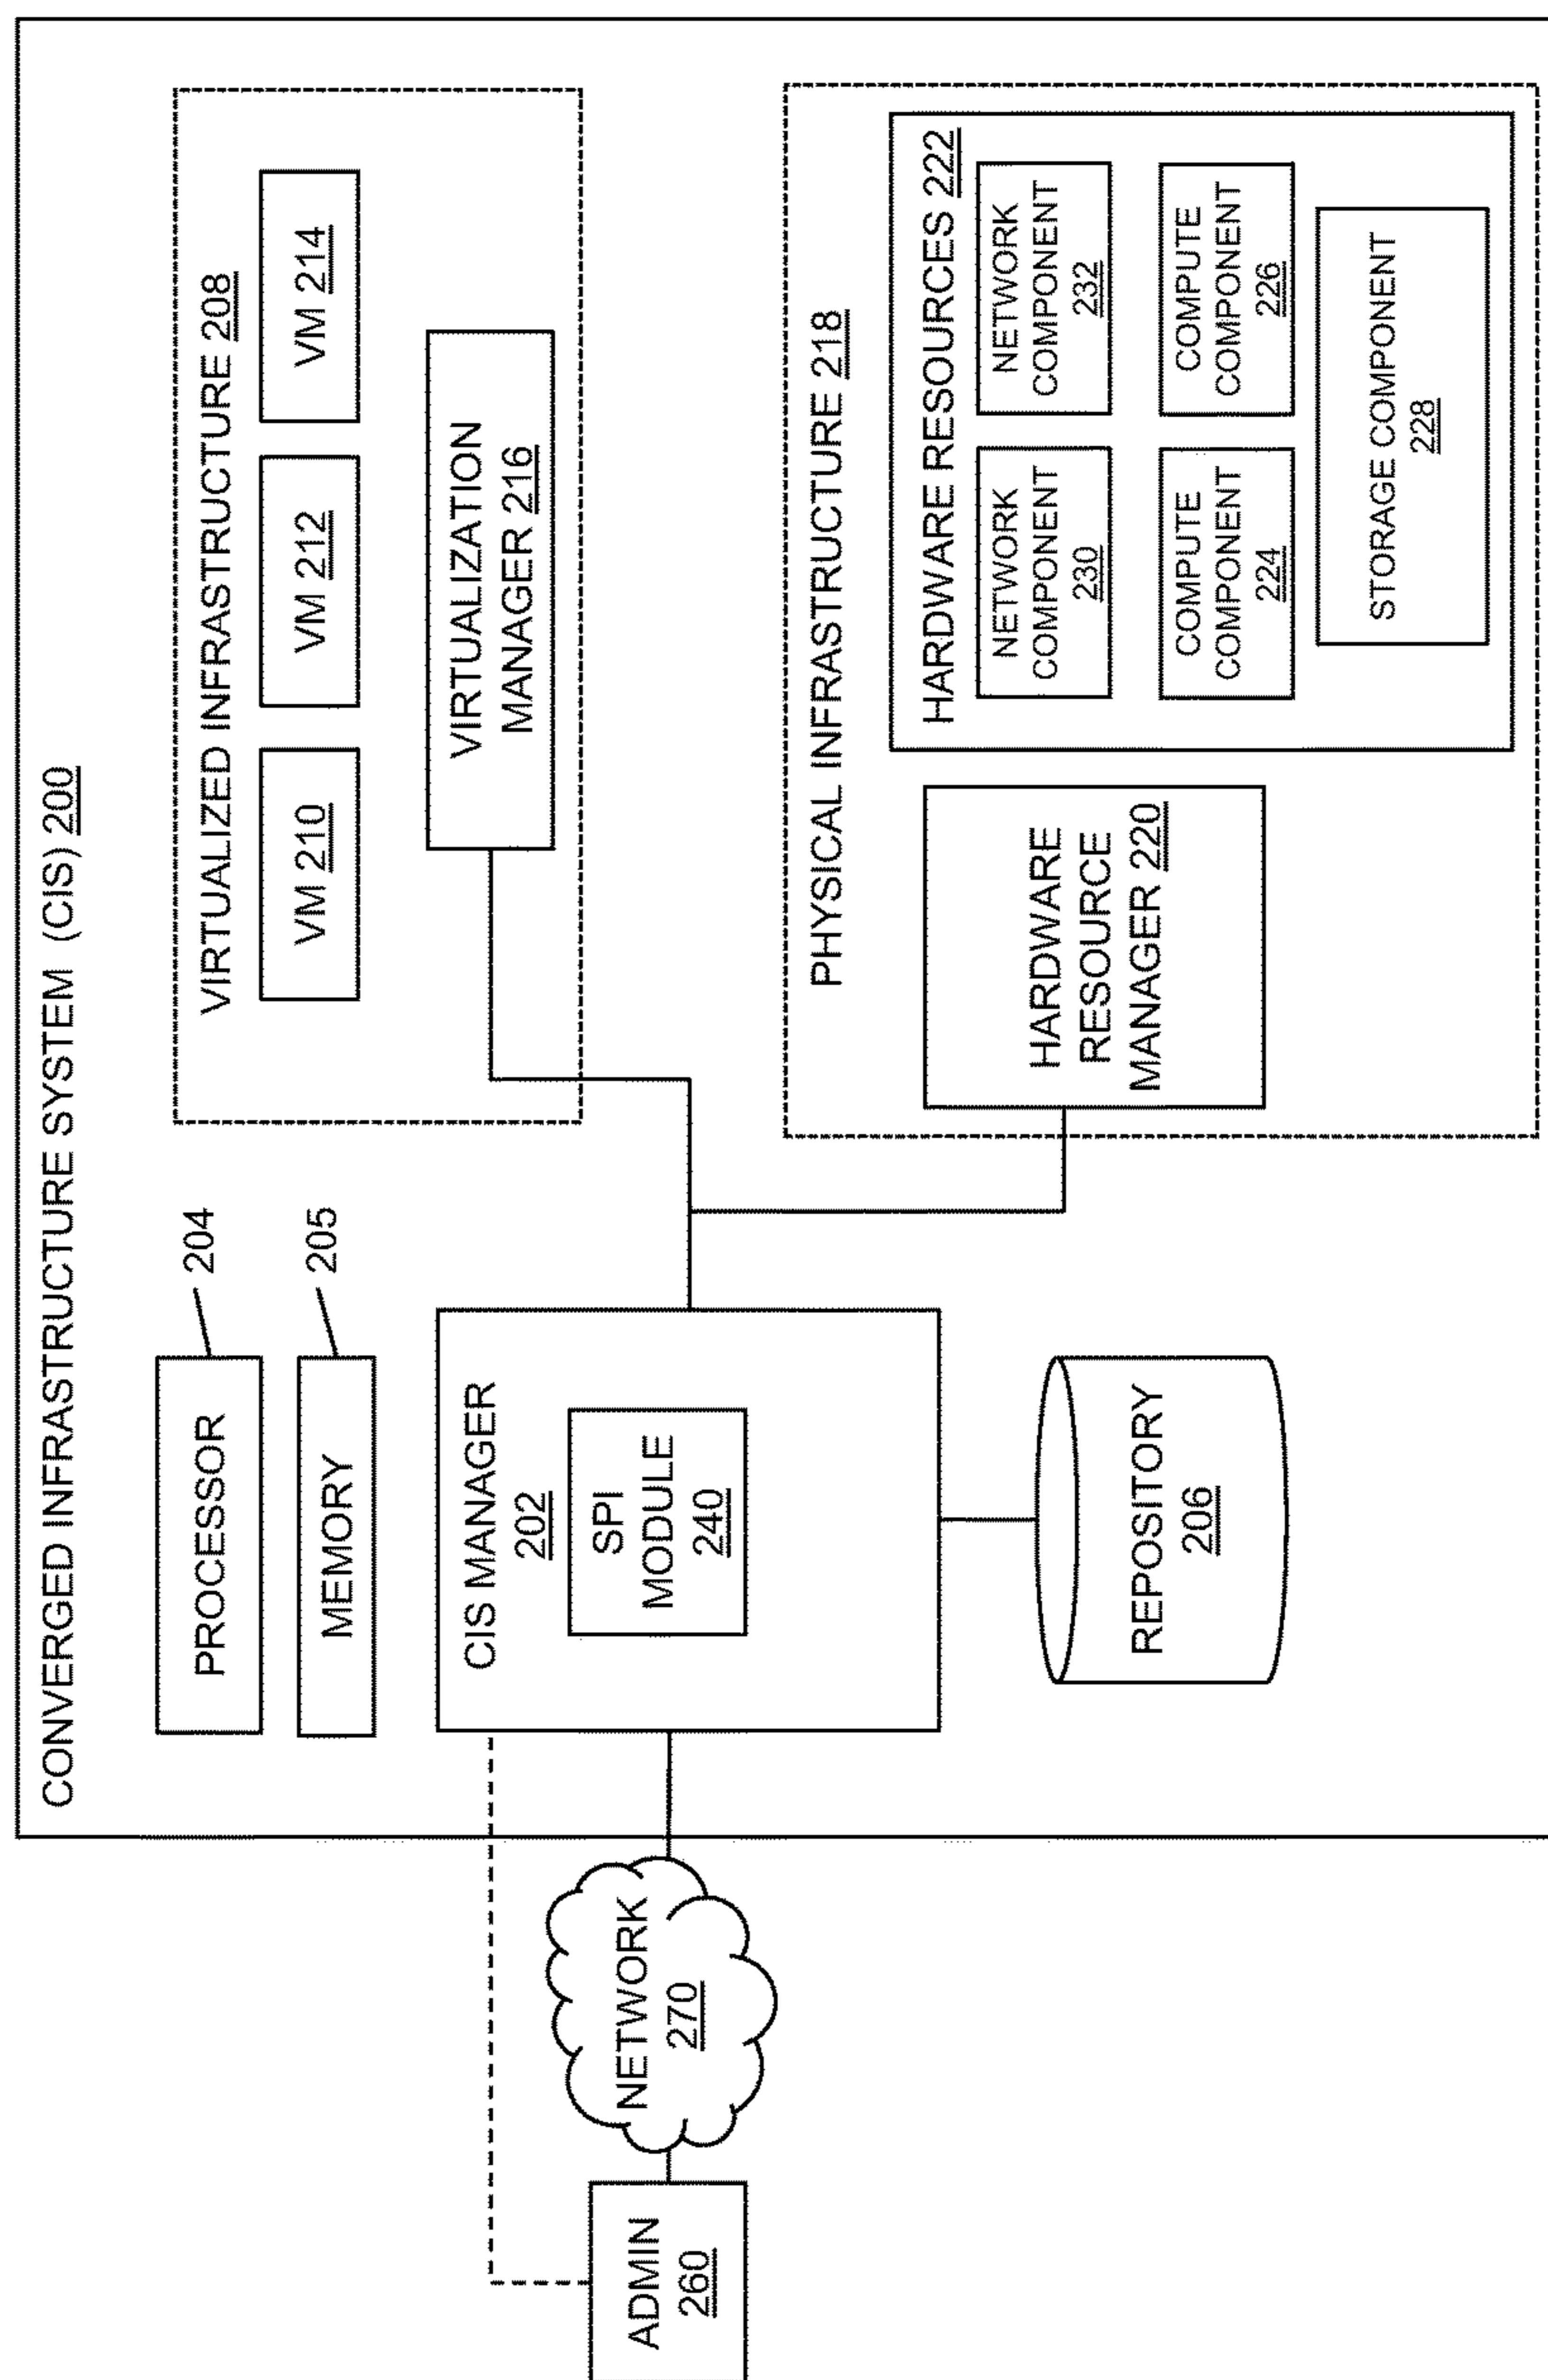 CONVERGED INFRASTRUCTURE SYSTEM (CIS) 200
PROCESSOR
204
MEMORY
205
CIS MANAGER
202
SPI
MODULE
240
REPOSITORY
206
ADMIN
260
NETWORK
270
VIRTUALIZED INFRASTRUCTURE 208
VM 210
VM 212
VM 214
VIRTUALIZATION
MANAGER 216
PHYSICAL INFRASTRUCTURE 218
HARDWARE
RESOURCE
MANAGER 220
HARDWARE RESOURCES 222
NETWORK
COMPONENT
230
NETWORK
COMPONENT
232
COMPUTE
COMPONENT
224
COMPUTE
COMPONENT
226
STORAGE COMPONENT
228